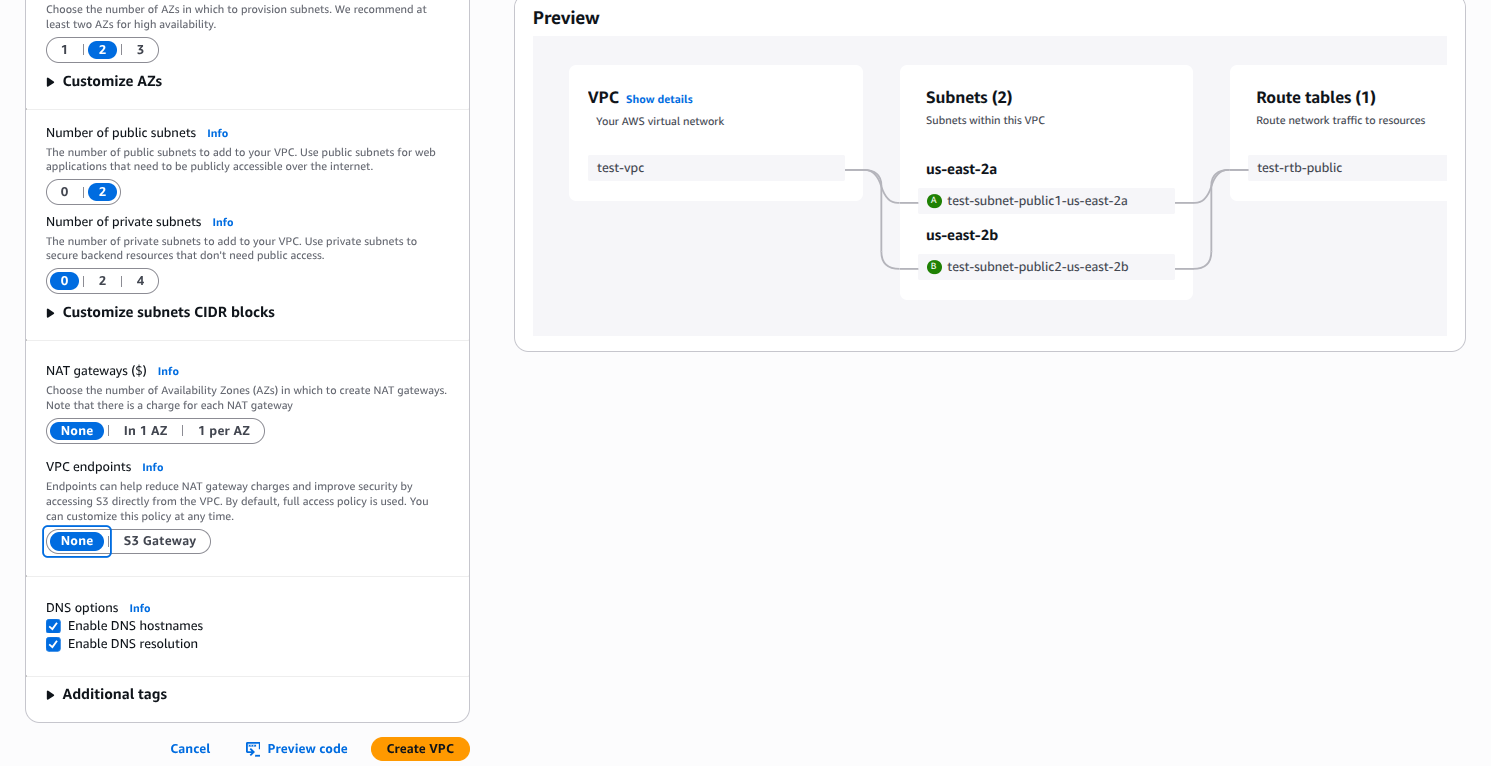 Choose the number of AZs in which to provision subnets. We recommend at
least two AZs for high availability.
1 2 3
Customize AZs
Number of public subnets Info
The number of public subnets to add to your VPC. Use public subnets for web
applications that need to be publicly accessible over the internet.
0 2
Number of private subnets Info
The number of private subnets to add to your VPC. Use private subnets to
secure backend resources that don't need public access.
0 2 4
Customize subnets CIDR blocks
NAT gateways ($) Info
Choose the number of Availability Zones (AZs) in which to create NAT gateways.
Note that there is a charge for each NAT gateway
None In 1 AZ 1 per AZ
VPC endpoints Info
Endpoints can help reduce NAT gateway charges and improve security by
accessing S3 directly from the VPC. By default, full access policy is used. You
can customize this policy at any time.
None S3 Gateway
DNS options Info
Enable DNS hostnames
Enable DNS resolution
Additional tags
Cancel Preview code Create VPC
Preview
VPC Show details
Your AWS virtual network
test-vpc
Subnets (2)
Subnets within this VPC
us-east-2a
A test-subnet-public1-us-east-2a
us-east-2b
B test-subnet-public2-us-east-2b
Route tables (1)
Route network traffic to resources
test-rtb-public